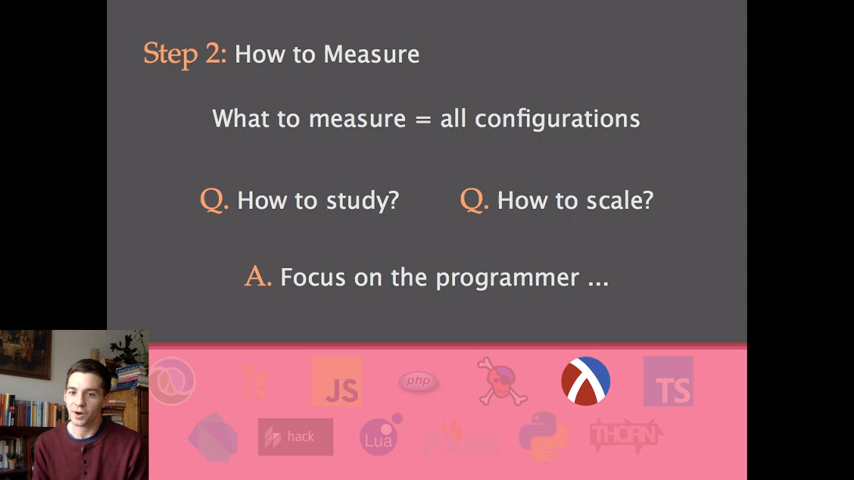 Step 2: How to Measure
What to measure = all configurations
Q. How to study? Q. How to scale?
A. Focus on the programmer ...
JS php TS
hack Lua PYRE THORN